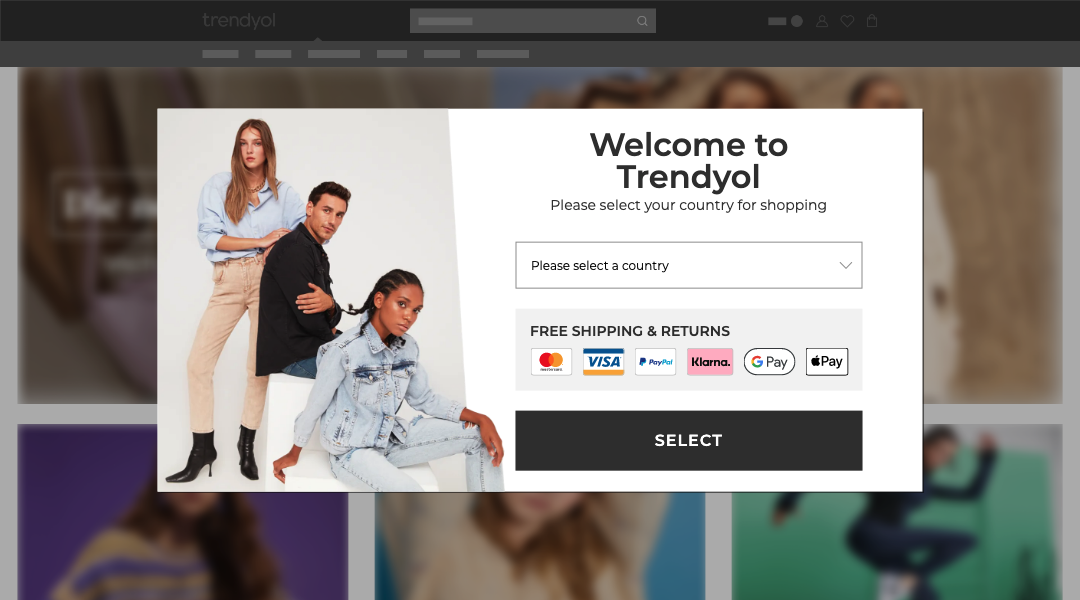 trendyol
Welcome to
Trendyol
Please select your country for shopping
Please select a country
FREE SHIPPING & RETURNS
mastercard
VISA
PayPal
Klarna.
G Pay
Pay
SELECT